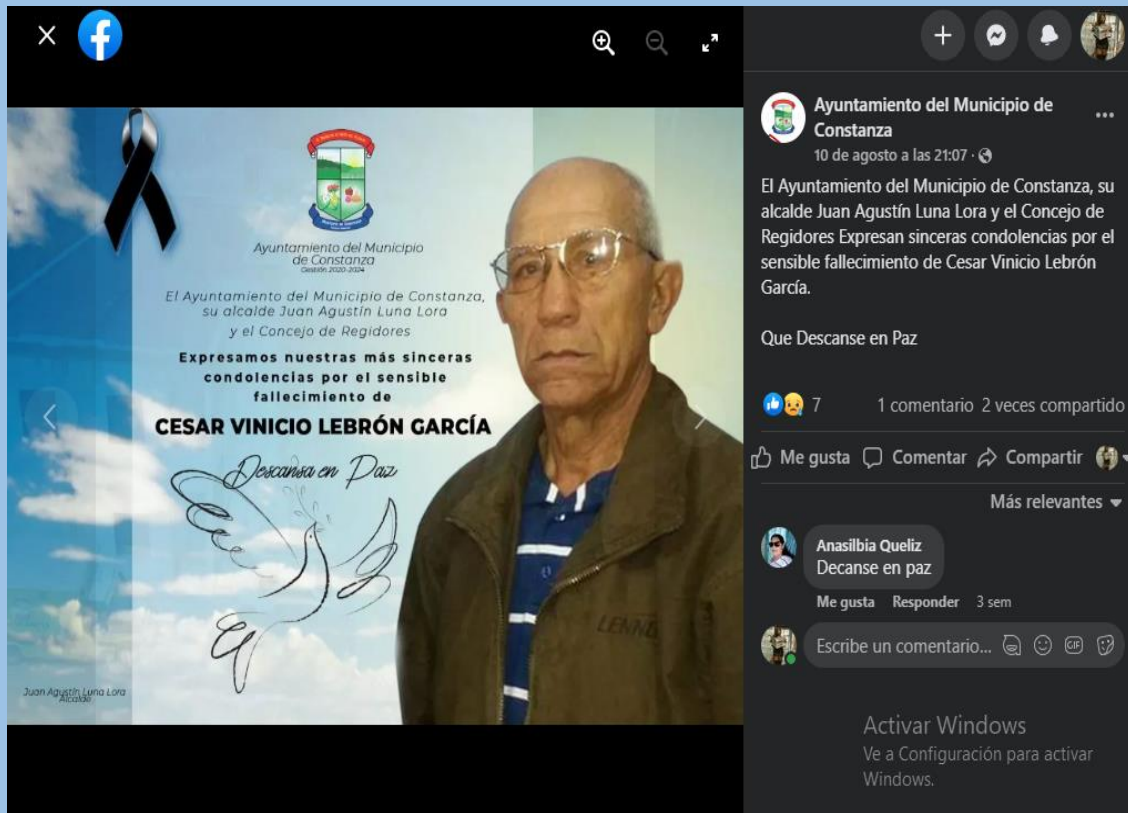 Ayuntamiento del Municipio
de Constanza
Gestión 2020-2024
El Ayuntamiento del Municipio de Constanza,
su alcalde Juan Agustín Luna Lora
y el Concejo de Regidores
Expresamos nuestras más sinceras
condolencias por el sensible
fallecimiento de
CESAR VINICIO LEBRÓN GARCÍA
Descansa en Paz
LENND
Juan Agustín Luna Lora
Alcalde
Ayuntamiento del Municipio de
Constanza
10 de agosto a las 21:07 ·
El Ayuntamiento del Municipio de Constanza, su
alcalde Juan Agustín Luna Lora y el Concejo de
Regidores Expresan sinceras condolencias por el
sensible fallecimiento de Cesar Vinicio Lebrón
García.
Que Descanse en Paz
7 1 comentario 2 veces compartido
Me gusta Comentar Compartir
Más relevantes
Anasilbia Queliz
Decanse en paz
Me gusta Responder 3 sem
Escribe un comentario... GIF
Activar Windows
Ve a Configuración para activar
Windows.